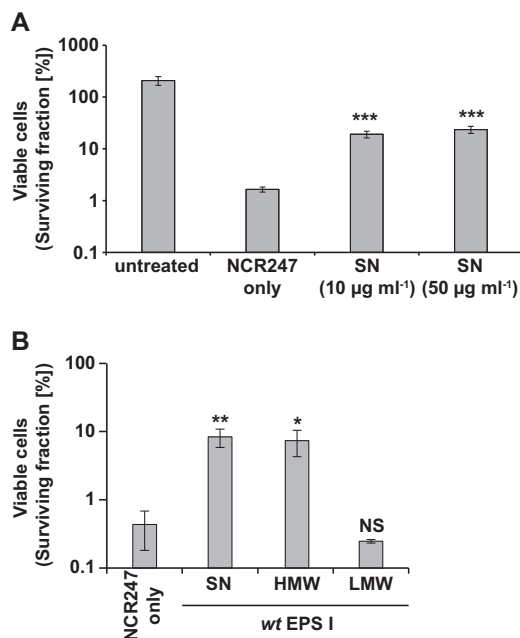 A
Viable cells
(Surviving fraction [%])
1000
100
10
1
0.1
***
***
untreated
NCR247
only
SN
(10 µg ml-1)
SN
(50 µg ml-1)
B
Viable cells
(Surviving fraction [%])
100
10
1
0.1
**
*
NS
NCR247
only
SN
HMW
LMW
wt EPS I